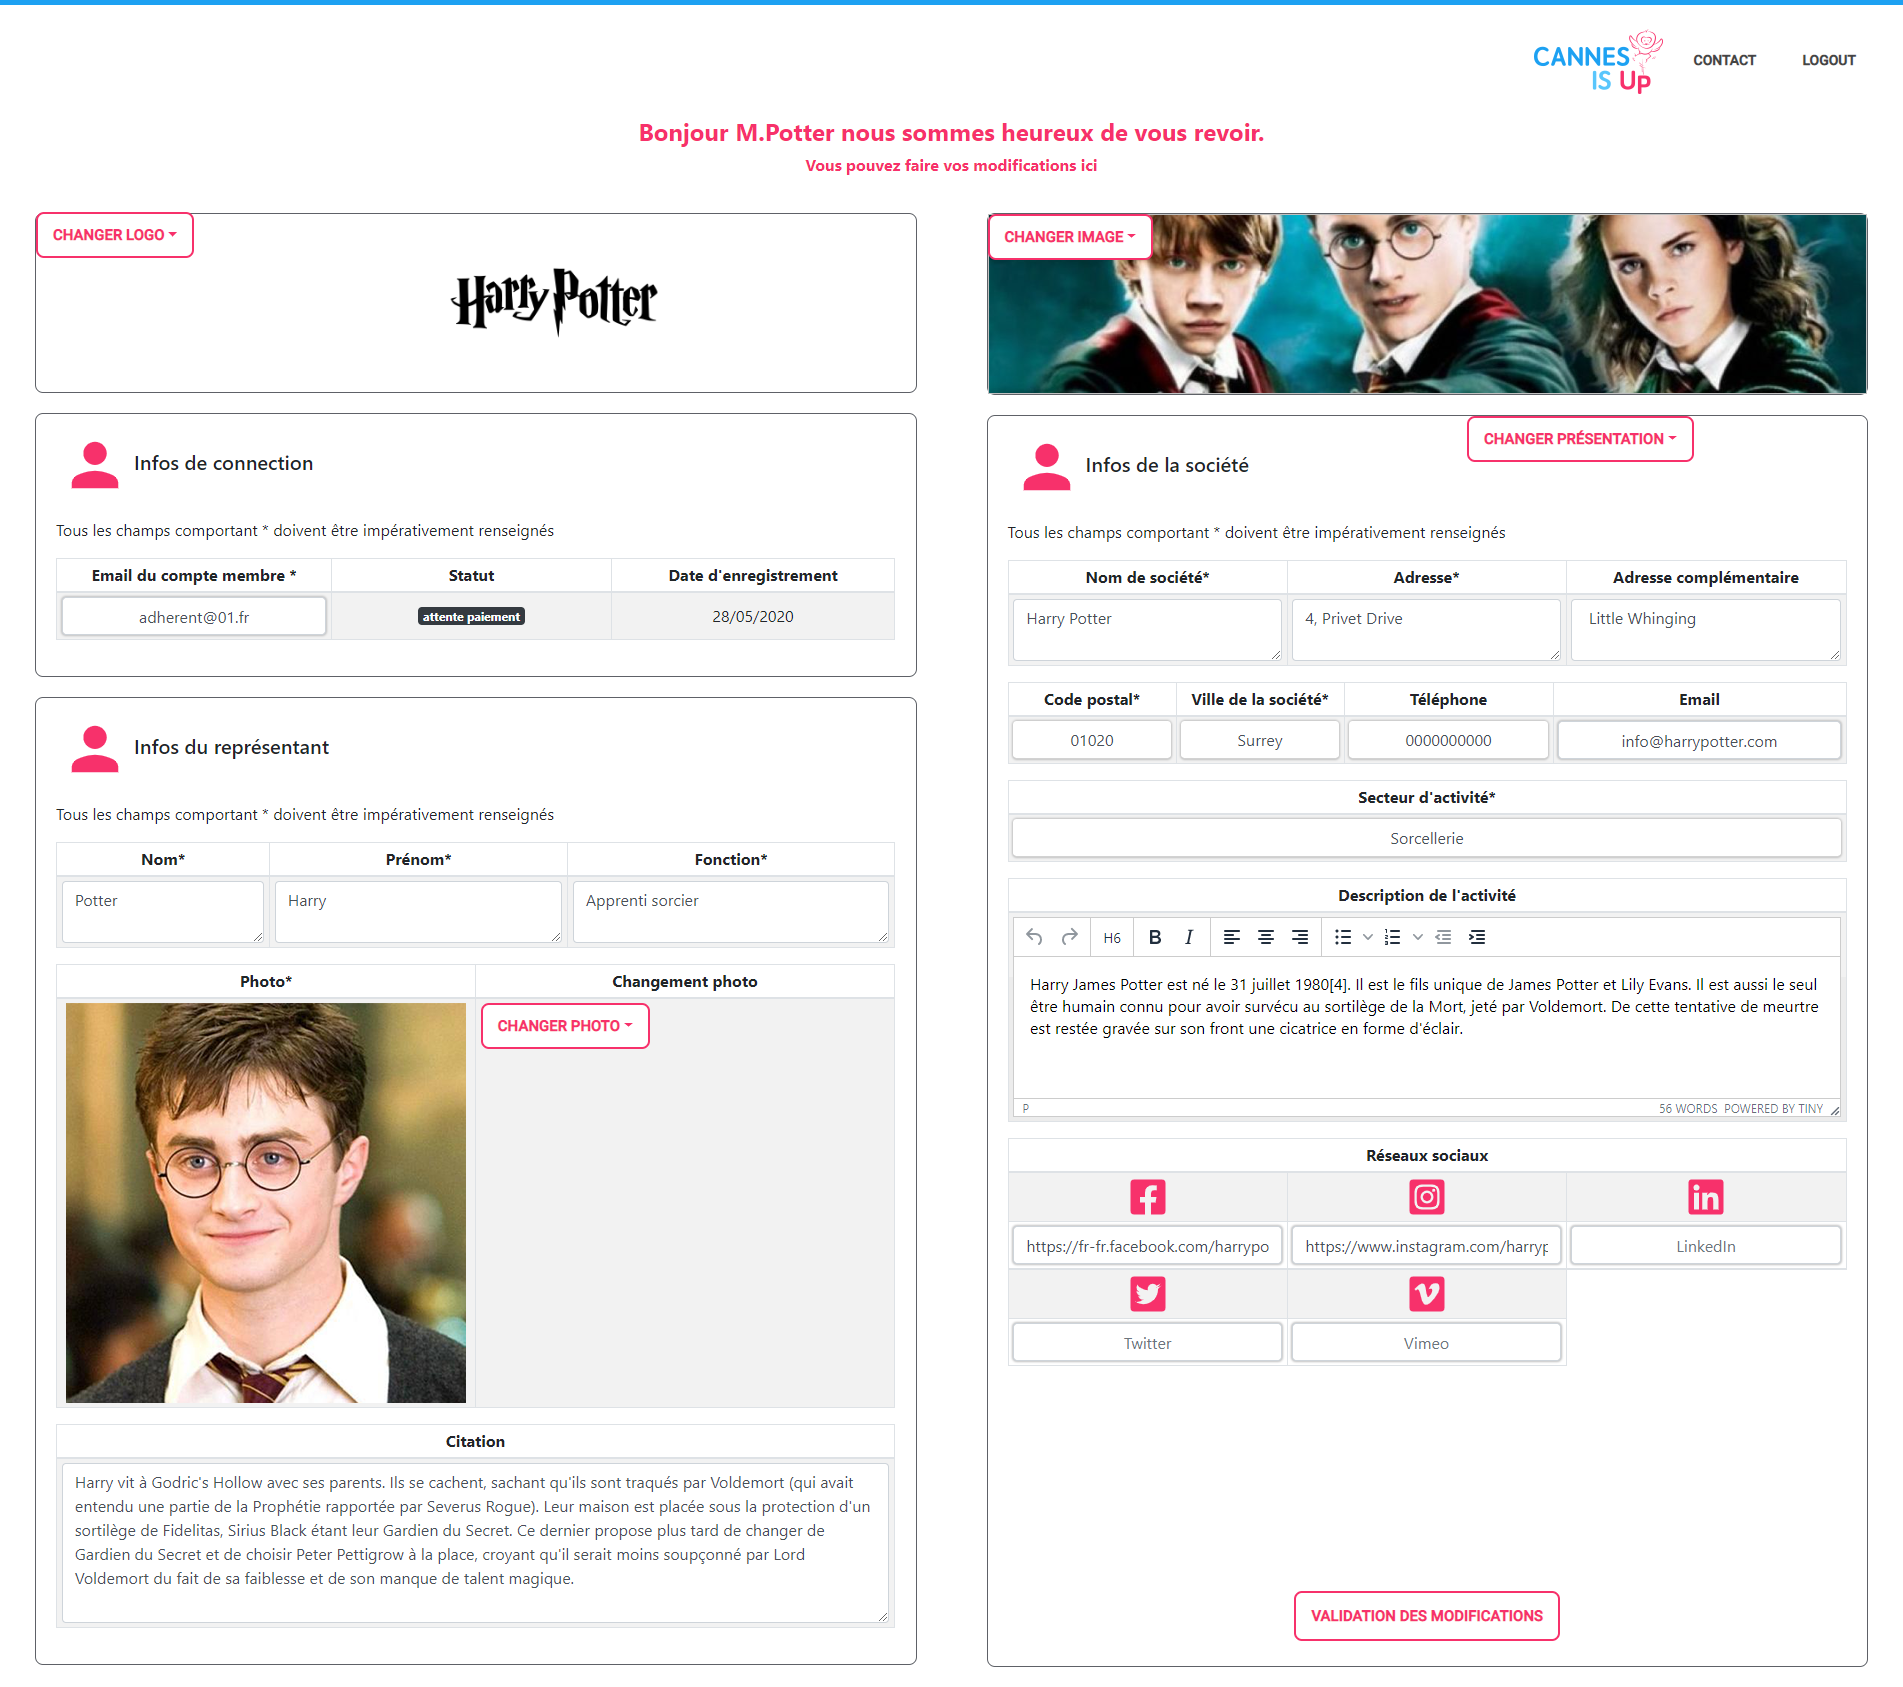 CANNES
IS UP
CONTACT
LOGOUT
Bonjour M.Potter nous sommes heureux de vous revoir.
Vous pouvez faire vos modifications ici
CHANGER LOGO
Harry Potter
Infos de connection
Tous les champs comportant * doivent être impérativement renseignés
Email du compte membre *
Statut
Date d'enregistrement
adherent@01.fr
attente paiement
28/05/2020
Infos du représentant
Tous les champs comportant * doivent être impérativement renseignés
Nom*
Prénom*
Fonction*
Potter
Harry
Apprenti sorcier
Photo*
Changement photo
CHANGER PHOTO
Citation
Harry vit à Godric's Hollow avec ses parents. Ils se cachent, sachant qu'ils sont traqués par Voldemort (qui avait
entendu une partie de la Prophétie rapportée par Severus Rogue). Leur maison est placée sous la protection d'un
sortilège de Fidelitas, Sirius Black étant leur Gardien du Secret. Ce dernier propose plus tard de changer de
Gardien du Secret et de choisir Peter Pettigrow à la place, croyant qu'il serait moins soupçonné par Lord
Voldemort du fait de sa faiblesse et de son manque de talent magique.
CHANGER IMAGE
CHANGER PRÉSENTATION
Infos de la société
Tous les champs comportant * doivent être impérativement renseignés
Nom de société*
Adresse*
Adresse complémentaire
Harry Potter
4, Privet Drive
Little Whinging
Code postal*
Ville de la société*
Téléphone
Email
01020
Surrey
0000000000
info@harrypotter.com
Secteur d'activité*
Sorcellerie
Description de l'activité
H6
B
I
Harry James Potter est né le 31 juillet 1980[4]. Il est le fils unique de James Potter et Lily Evans. Il est aussi le seul
être humain connu pour avoir survécu au sortilège de la Mort, jeté par Voldemort. De cette tentative de meurtre
est restée gravée sur son front une cicatrice en forme d'éclair.
P
56 WORDS POWERED BY TINY
Réseaux sociaux
https://fr-fr.facebook.com/harrypo
https://www.instagram.com/harryp
LinkedIn
Twitter
Vimeo
VALIDATION DES MODIFICATIONS